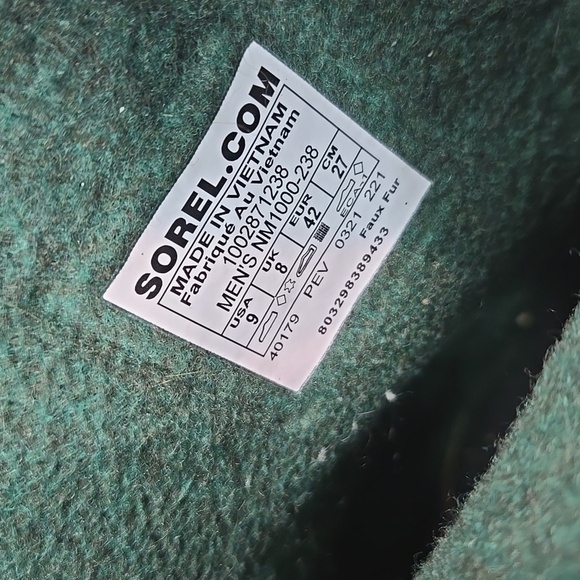 SOREL.COM
MADE IN VIETNAM
Fabriqué Au Vietnam
1002871238
MEN'S NM1000-238
USA UK EUR CM
9 8 42 27
ECAL
40179 PEV 0321 221
Faux Fur
803298389433